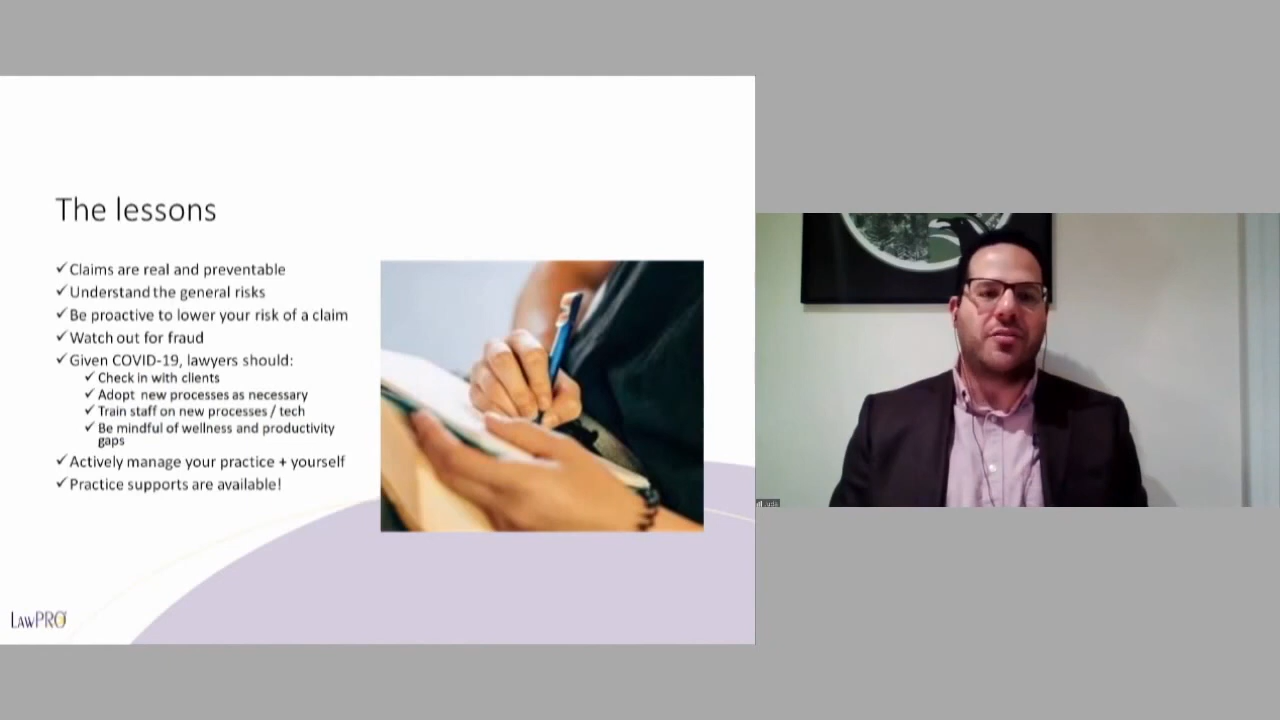 The lessons
✓Claims are real and preventable
✓Understand the general risks
✓Be proactive to lower your risk of a claim
✓Watch out for fraud
✓Given COVID-19, lawyers should:
✓Check in with clients
✓Adopt new processes as necessary
✓Train staff on new processes / tech
✓Be mindful of wellness and productivity
gaps
✓Actively manage your practice + yourself
✓Practice supports are available!
LAWPRO